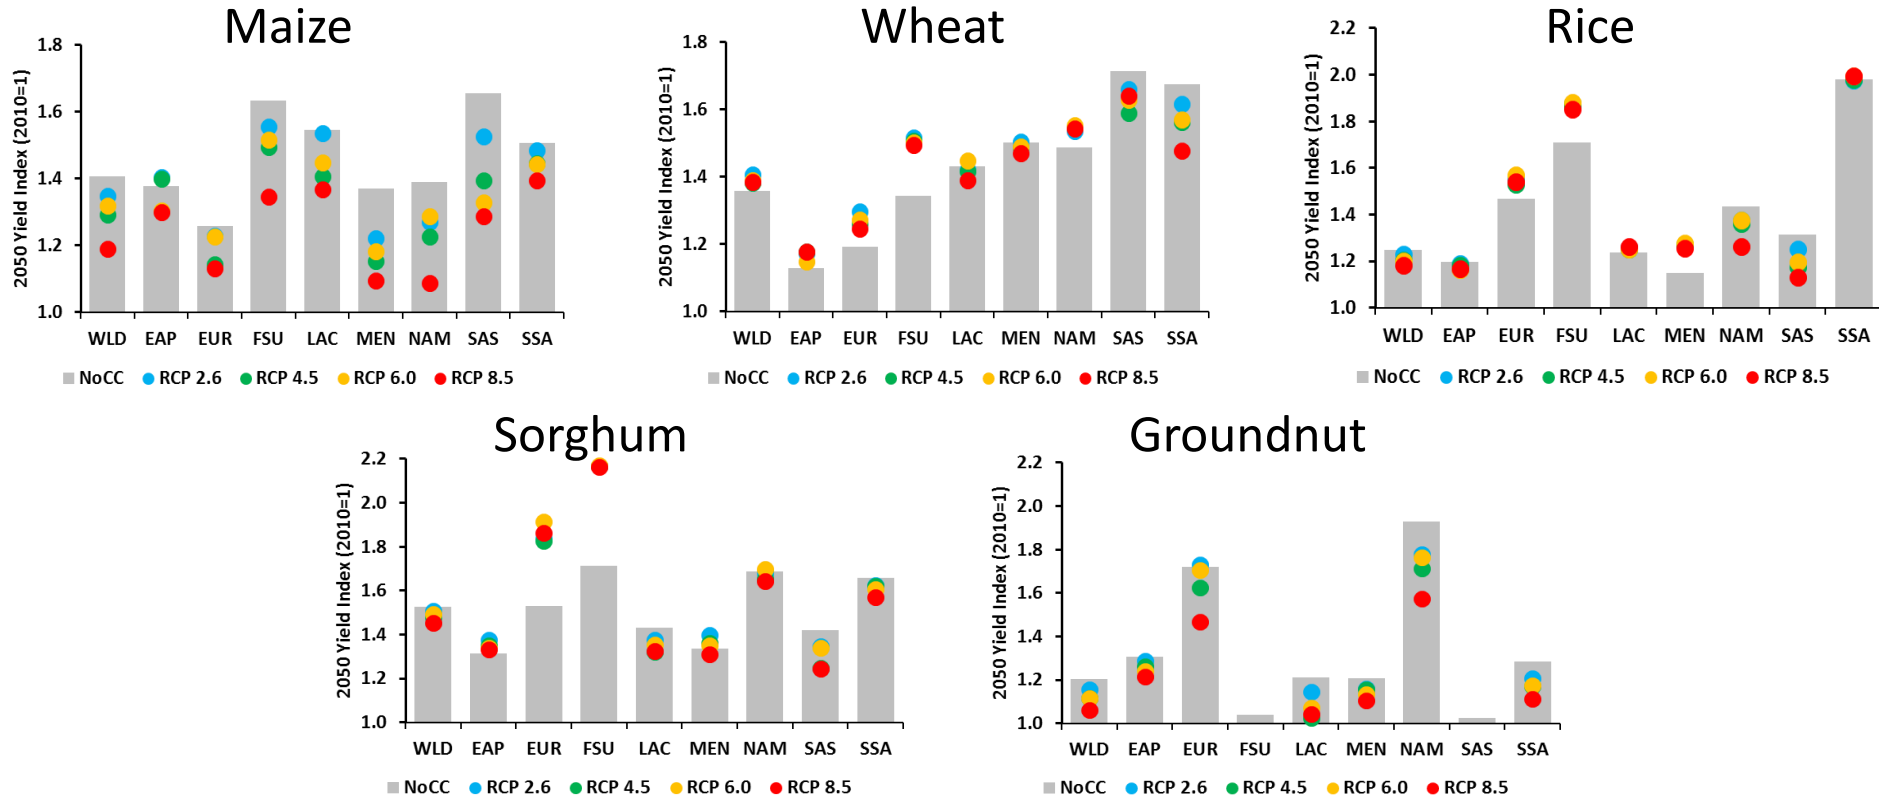 Maize
2050 Yield Index (2010=1)
1.8
1.6
1.4
1.2
1.0
WLD EAP EUR FSU LAC MEN NAM SAS SSA
NoCC RCP 2.6 RCP 4.5 RCP 6.0 RCP 8.5
Wheat
2050 Yield Index (2010=1)
1.8
1.6
1.4
1.2
1.0
WLD EAP EUR FSU LAC MEN NAM SAS SSA
NoCC RCP 2.6 RCP 4.5 RCP 6.0 RCP 8.5
Rice
2050 Yield Index (2010=1)
2.2
2.0
1.8
1.6
1.4
1.2
1.0
WLD EAP EUR FSU LAC MEN NAM SAS SSA
NoCC RCP 2.6 RCP 4.5 RCP 6.0 RCP 8.5
Sorghum
2050 Yield Index (2010=1)
2.2
2.0
1.8
1.6
1.4
1.2
1.0
WLD EAP EUR FSU LAC MEN NAM SAS SSA
NoCC RCP 2.6 RCP 4.5 RCP 6.0 RCP 8.5
Groundnut
2050 Yield Index (2010=1)
2.2
2.0
1.8
1.6
1.4
1.2
1.0
WLD EAP EUR FSU LAC MEN NAM SAS SSA
NoCC RCP 2.6 RCP 4.5 RCP 6.0 RCP 8.5